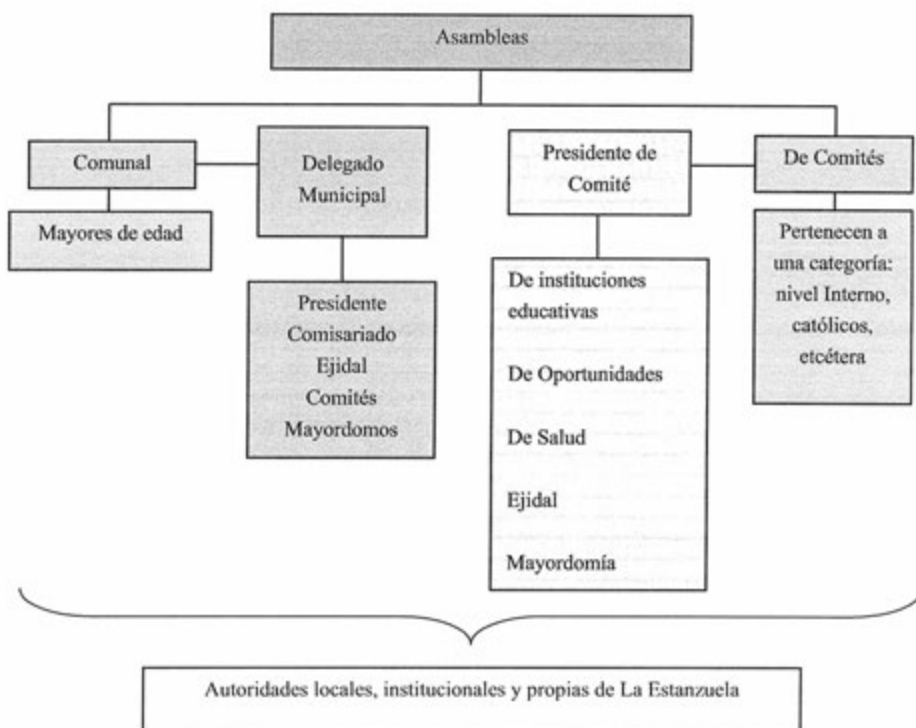 Asambleas
Comunal
Mayores de edad
Delegado
Municipal
Presidente
Comisariado
Ejidal
Comités
Mayordomos
Presidente de
Comité
De instituciones
educativas
De Oportunidades
De Salud
Ejidal
Mayordomía
De Comités
Pertenecen a
una categoría:
nivel Interno,
católicos,
etcétera
Autoridades locales, institucionales y propias de La Estanzuela